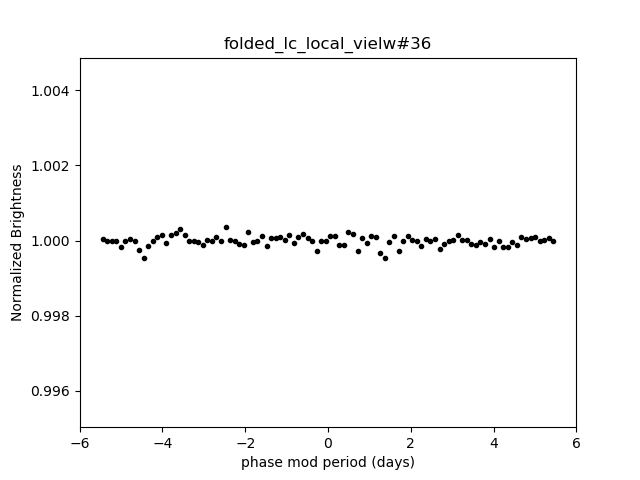 folded_lc_local_vielw#36
Normalized Brightness
1.004
1.002
1.000
0.998
0.996
−6 −4 −2 0 2 4 6
phase mod period (days)